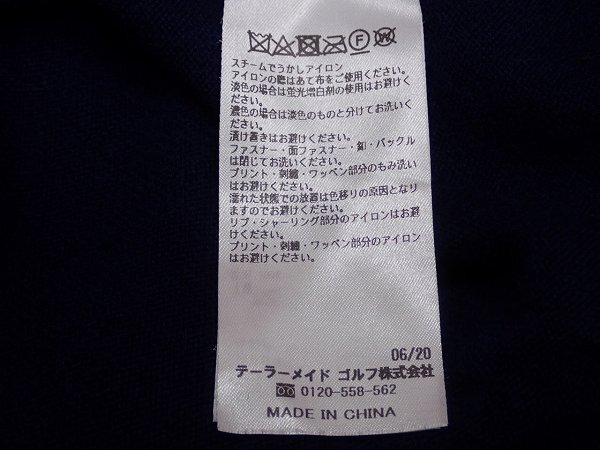 F W
スチームでうかしアイロン
アイロンの際はあて布をご使用ください。
淡色の場合は蛍光増白剤の使用はお避けく
ださい。
濃色の場合は淡色のものと分けてお洗いく
ださい。
漬け置きはお避けください。
ファスナー・面ファスナー・釦・バックル
は閉じてお洗いください。
プリント・刺繍・ワッペン部分のもみ洗い
はお避けください。
濡れた状態での放置は色移りの原因となり
ますのでお避けください。
リブ・シャーリング部分のアイロンはお避
けください。
プリント・刺繍・ワッペン部分のアイロン
はお避けください。
06/20
テーラーメイド ゴルフ株式会社
0120-558-562
MADE IN CHINA